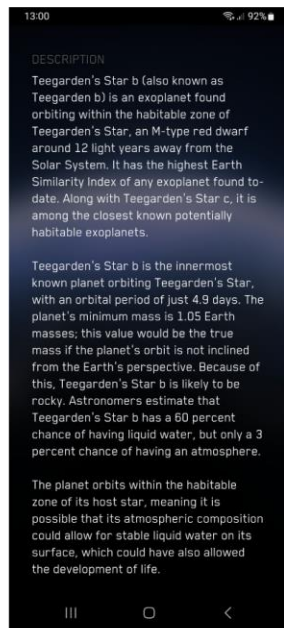 13:00
92%
DESCRIPTION
Teegarden's Star b (also known as
Teegarden b) is an exoplanet found
orbiting within the habitable zone of
Teegarden's Star, an M-type red dwarf
around 12 light years away from the
Solar System. It has the highest Earth
Similarity Index of any exoplanet found to-
date. Along with Teegarden's Star c, it is
among the closest known potentially
habitable exoplanets.
Teegarden's Star b is the innermost
known planet orbiting Teegarden's Star,
with an orbital period of just 4.9 days. The
planet's minimum mass is 1.05 Earth
masses; this value would be the true
mass if the planet's orbit is not inclined
from the Earth's perspective. Because of
this, Teegarden's Star b is likely to be
rocky. Astronomers estimate that
Teegarden's Star b has a 60 percent
chance of having liquid water, but only a 3
percent chance of having an atmosphere.
The planet orbits within the habitable
zone of its host star, meaning it is
possible that its atmospheric composition
could allow for stable liquid water on its
surface, which could have also allowed
the development of life.